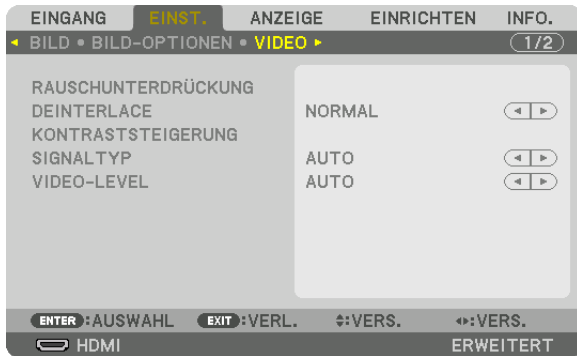 EINGANG EINST. ANZEIGE EINRICHTEN INFO.
◂ BILD • BILD-OPTIONEN • VIDEO ▸ 1/2
RAUSCHUNTERDRÜCKUNG
DEINTERLACE NORMAL ◂ ▸
KONTRASTSTEIGERUNG
SIGNALTYP AUTO ◂ ▸
VIDEO-LEVEL AUTO ◂ ▸
ENTER:AUSWAHL EXIT:VERL. ♦:VERS. ◂▸:VERS.
HDMI ERWEITERT